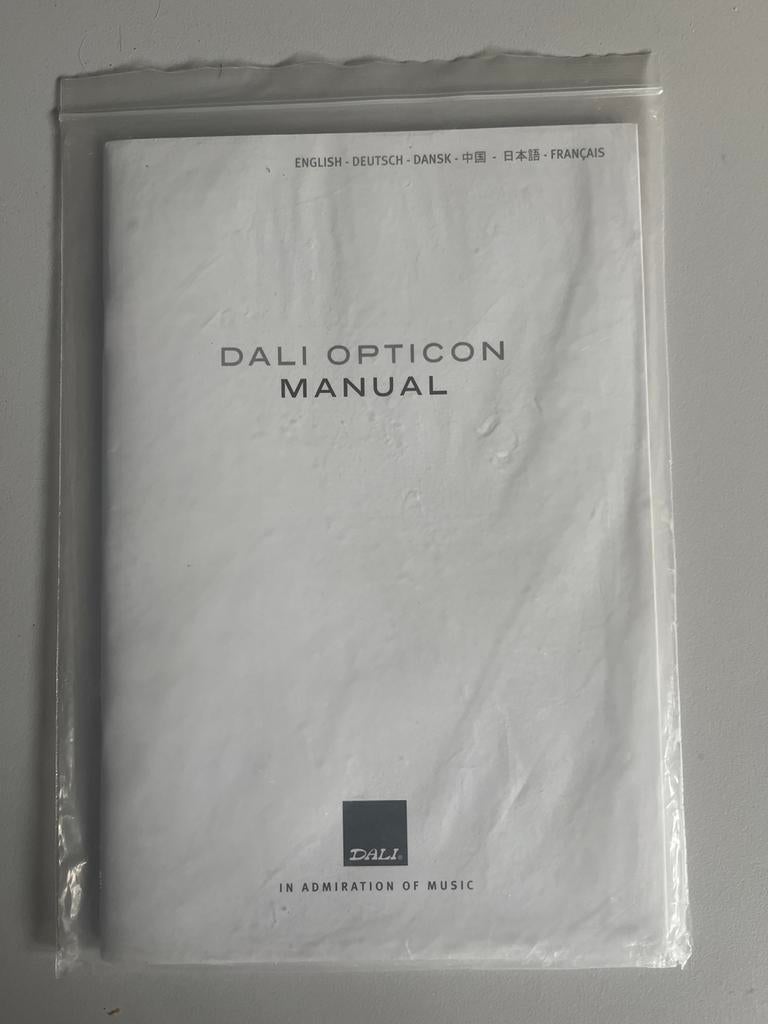 ENGLISH - DEUTSCH - DANSK - 中国 - 日本語 - FRANÇAIS
DALI OPTICON
MANUAL
DALI®
IN ADMIRATION OF MUSIC